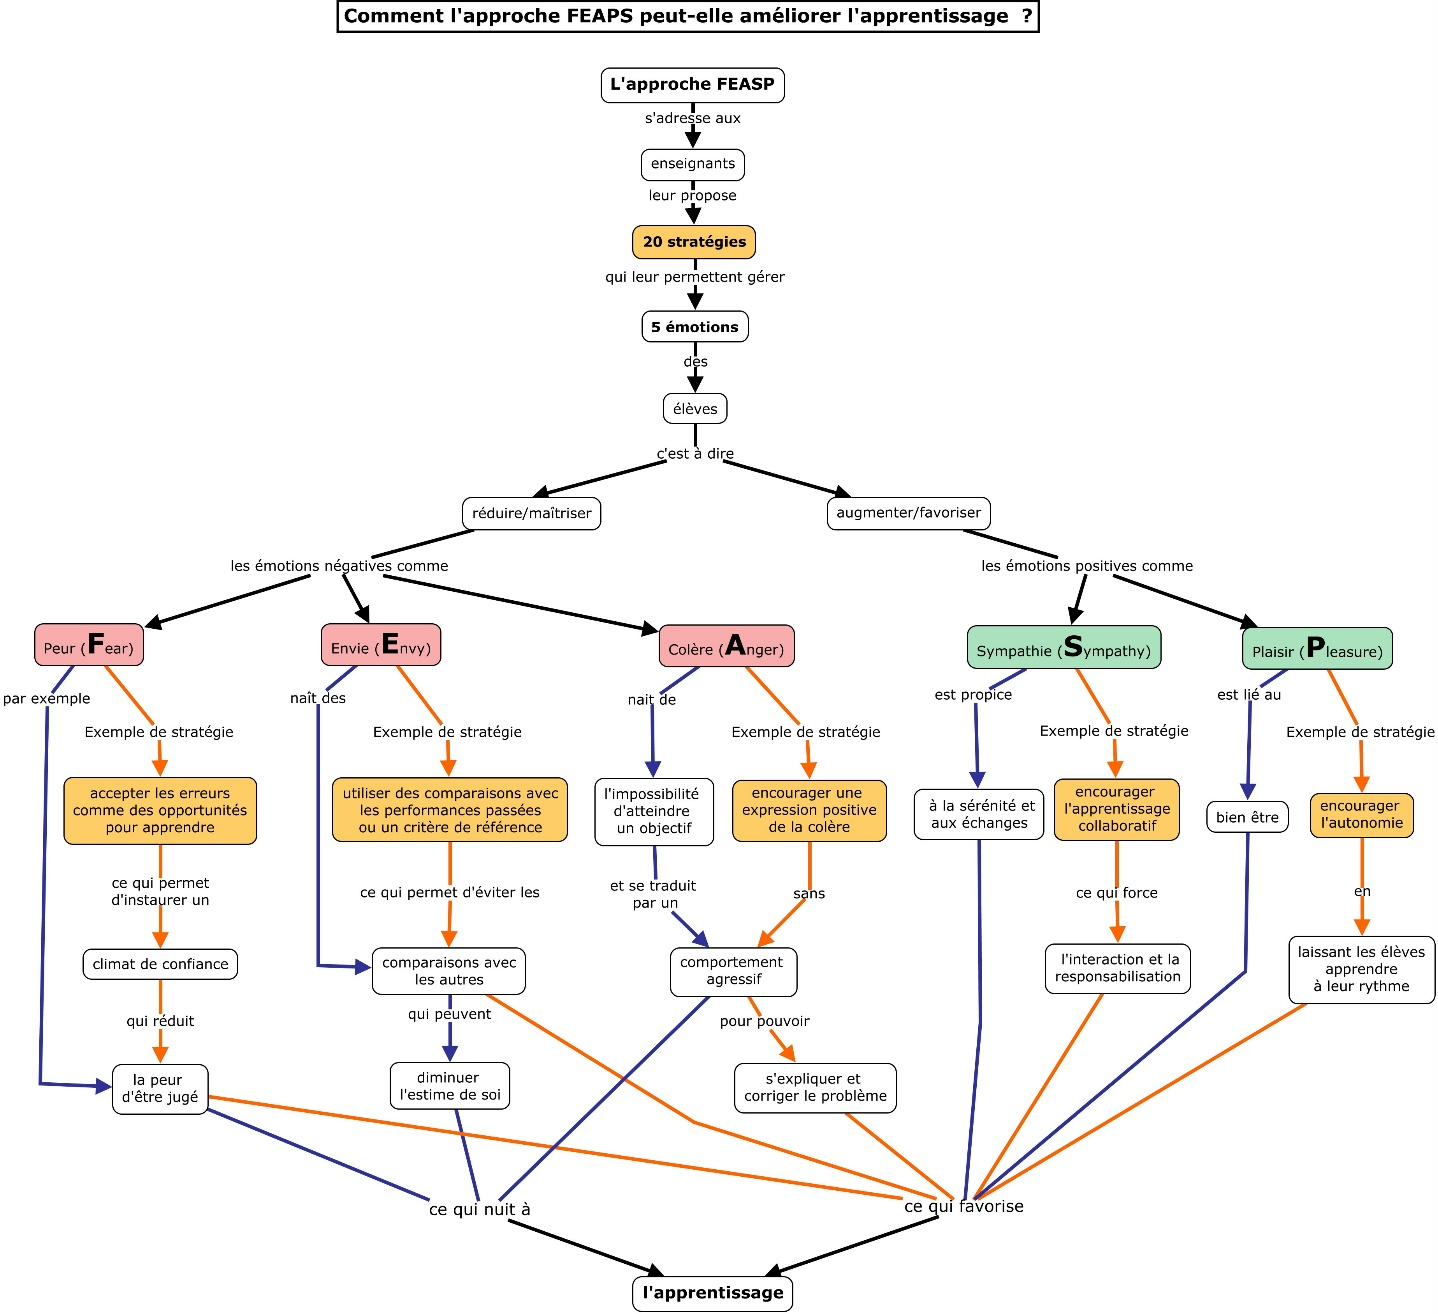 Comment l'approche FEAPS peut-elle améliorer l'apprentissage ?
L'approche FEASP
s'adresse aux
enseignants
leur propose
20 stratégies
qui leur permettent gérer
5 émotions
des
élèves
c'est à dire
réduire/maîtriser
augmenter/favoriser
les émotions négatives comme
les émotions positives comme
Peur (Fear)
Envie (Envy)
Colère (Anger)
Sympathie (Sympathy)
Plaisir (Pleasure)
par exemple
naît des
nait de
est propice
est lié au
Exemple de stratégie
Exemple de stratégie
Exemple de stratégie
Exemple de stratégie
Exemple de stratégie
accepter les erreurs
comme des opportunités
pour apprendre
utiliser des comparaisons avec
les performances passées
ou un critère de référence
l'impossibilité
d'atteindre
un objectif
encourager une
expression positive
de la colère
à la sérénité et
aux échanges
encourager
l'apprentissage
collaboratif
bien être
encourager
l'autonomie
ce qui permet
d'instaurer un
ce qui permet d'éviter les
et se traduit
par un
sans
ce qui force
en
climat de confiance
comparaisons avec
les autres
comportement
agressif
l'interaction et la
responsabilisation
laissant les élèves
apprendre
à leur rythme
qui réduit
qui peuvent
pour pouvoir
la peur
d'être jugé
diminuer
l'estime de soi
s'expliquer et
corriger le problème
ce qui nuit à
ce qui favorise
l'apprentissage